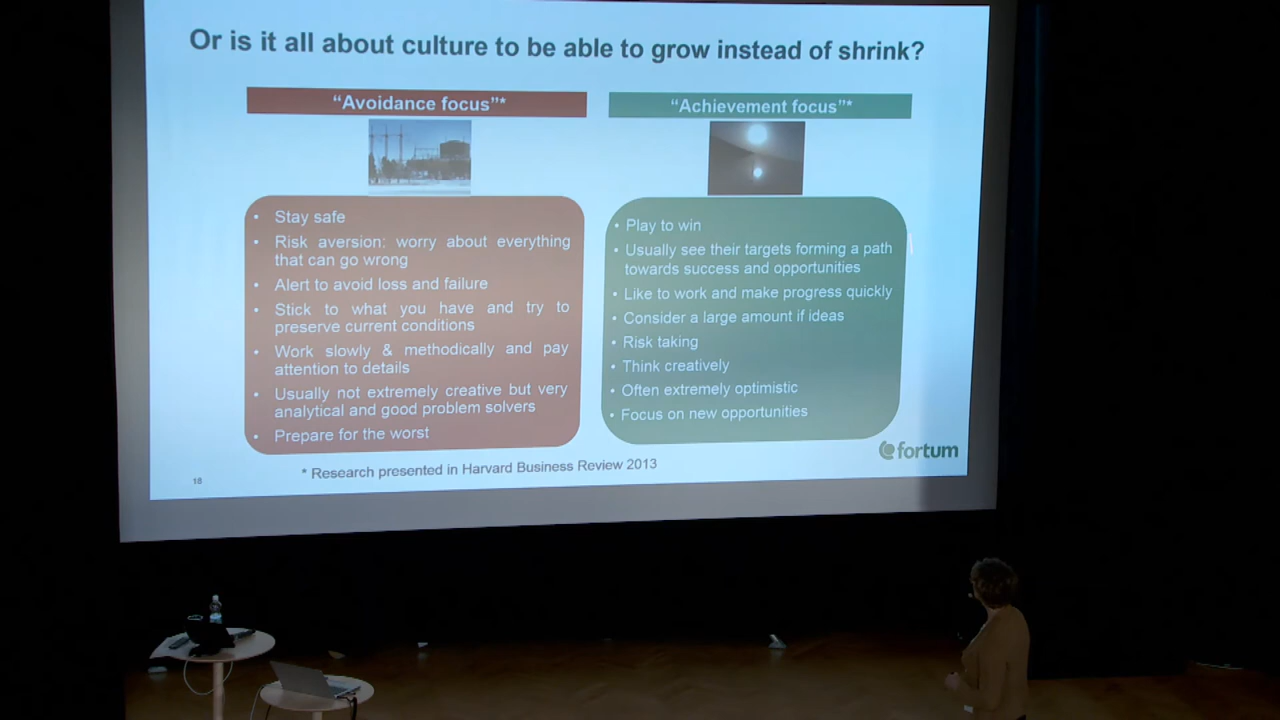 Or is it all about culture to be able to grow instead of shrink?
“Avoidance focus”*
• Stay safe
• Risk aversion: worry about everything
that can go wrong
• Alert to avoid loss and failure
• Stick to what you have and try to
preserve current conditions
• Work slowly & methodically and pay
attention to details
• Usually not extremely creative but very
analytical and good problem solvers
• Prepare for the worst
“Achievement focus”*
• Play to win
• Usually see their targets forming a path
towards success and opportunities
• Like to work and make progress quickly
• Consider a large amount if ideas
• Risk taking
• Think creatively
• Often extremely optimistic
• Focus on new opportunities
fortum
* Research presented in Harvard Business Review 2013
18